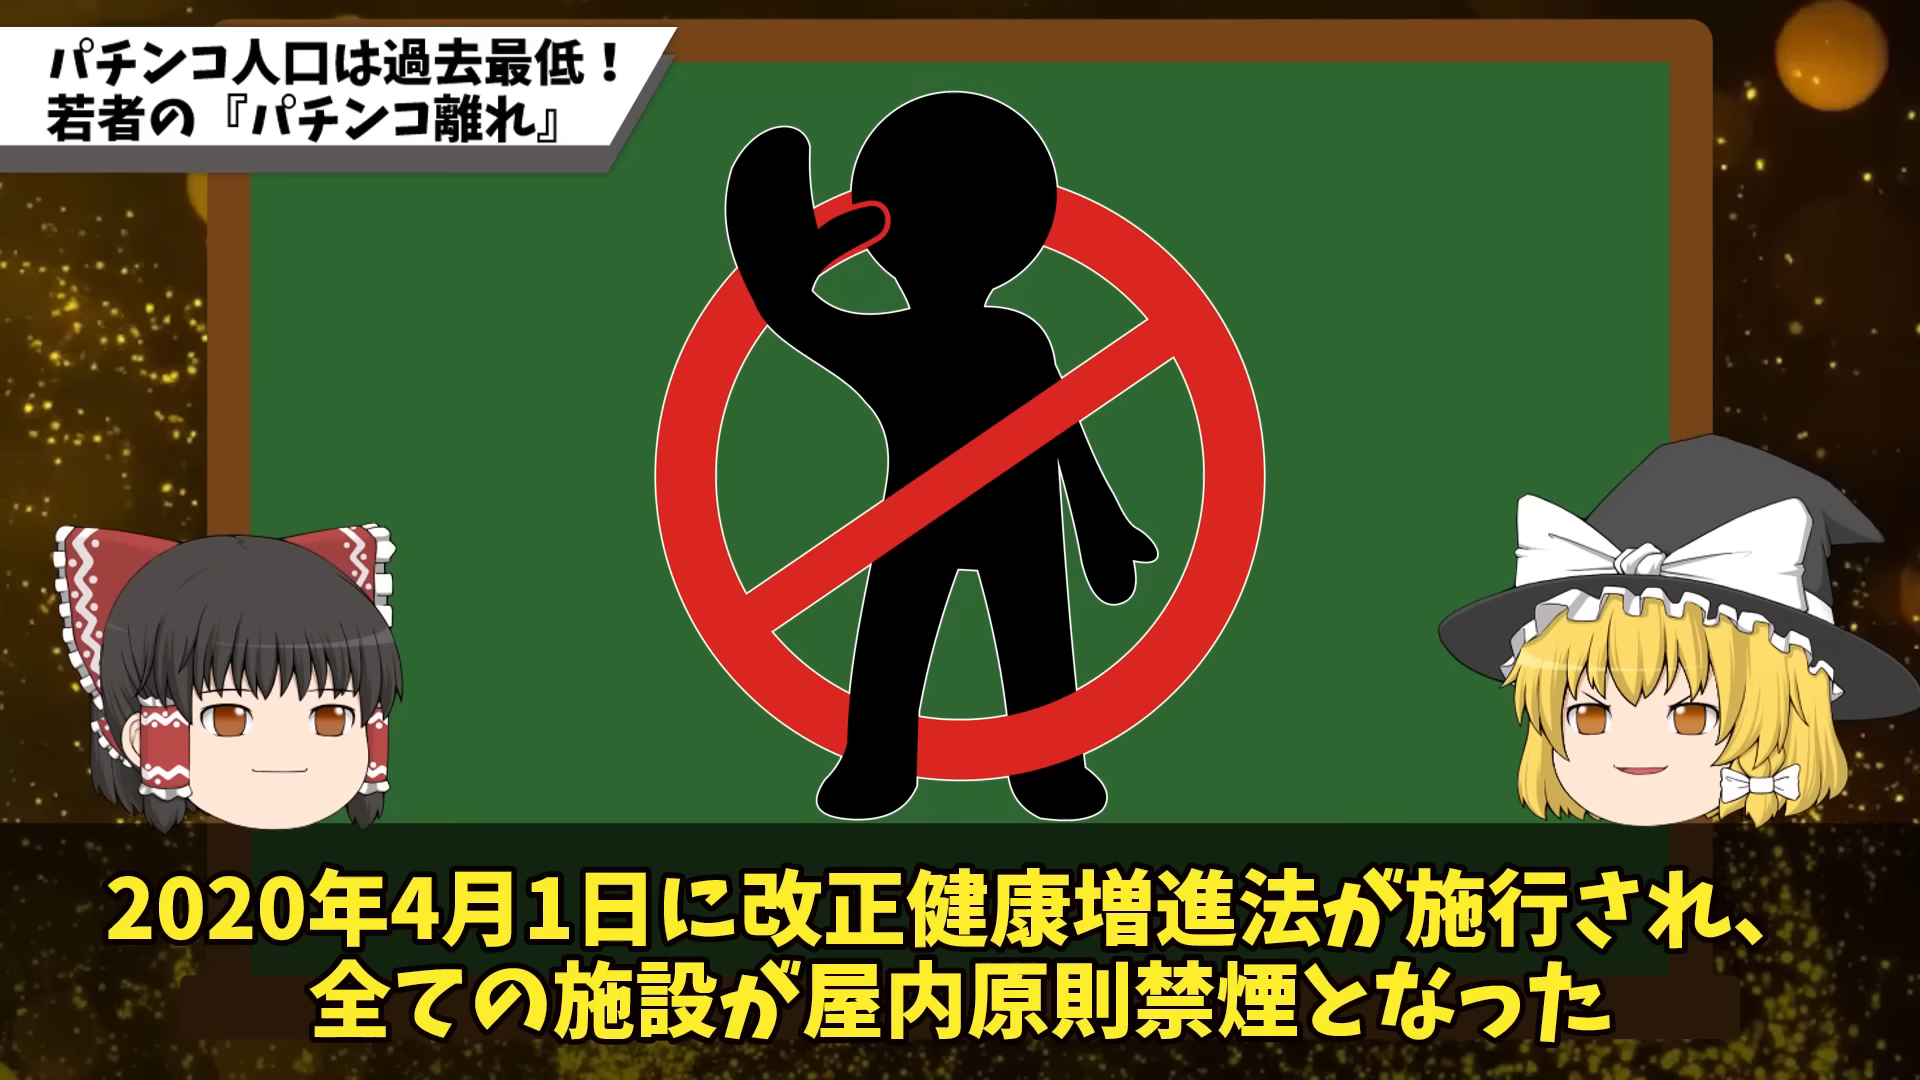 パチンコ人口は過去最低！
若者の『パチンコ離れ』
2020年4月1日に改正健康増進法が施行され、
全ての施設が屋内原則禁煙となった